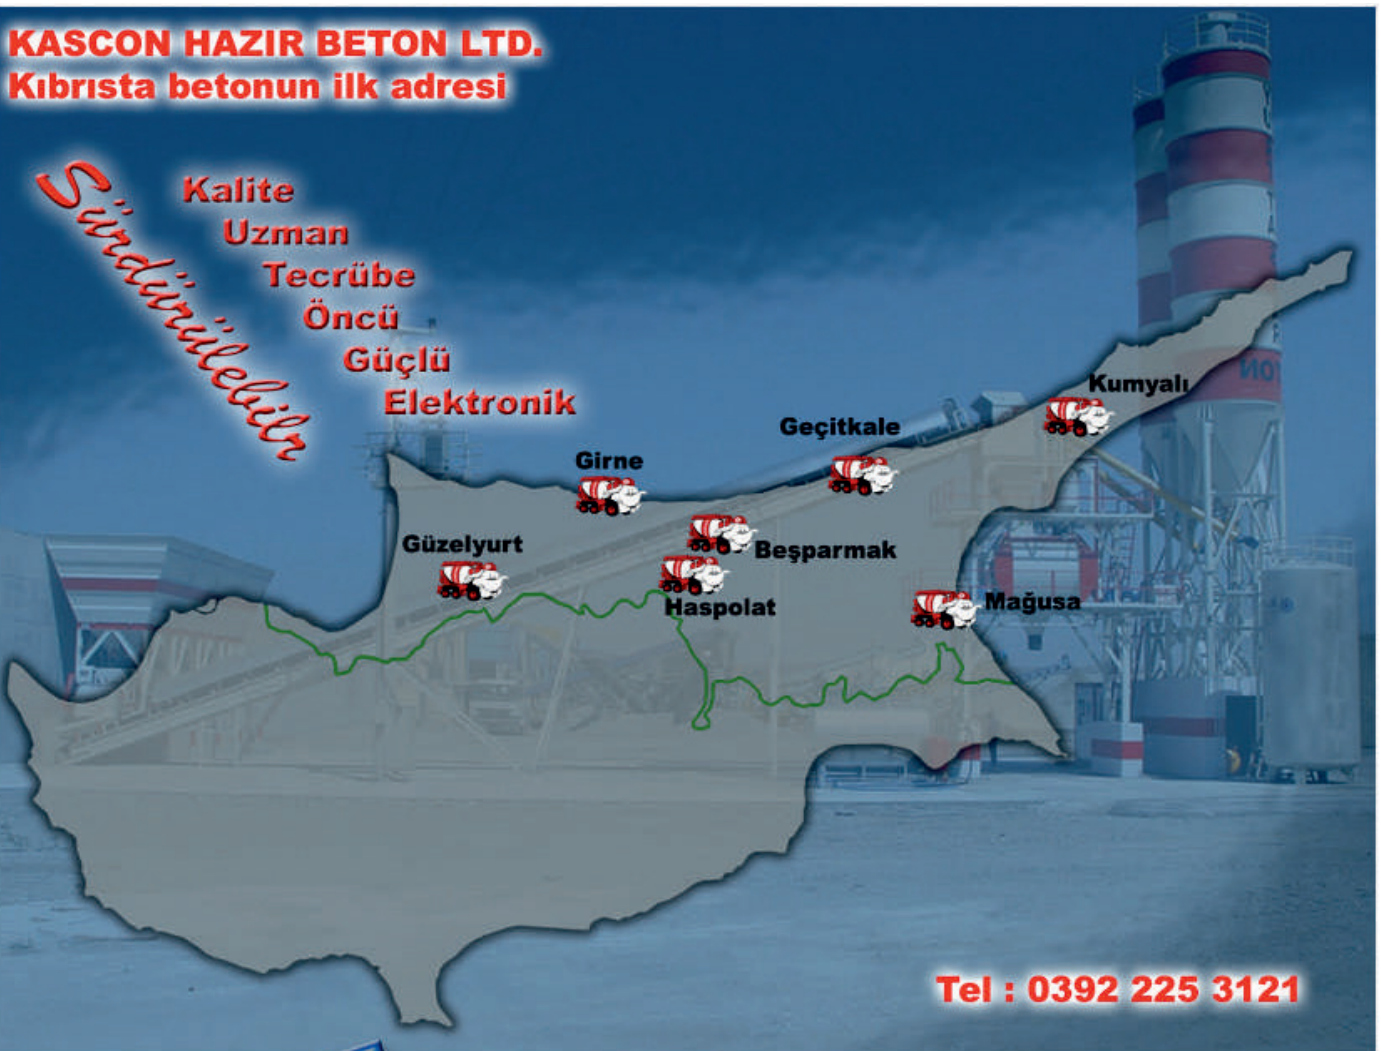 KASCON HAZIR BETON LTD.
Kıbrısta betonun ilk adresi
Sürdürülebilr
Kalite
Uzman
Tecrübe
Öncü
Güçlü
Elektronik
Kumyalı
Geçitkale
Girne
Güzelyurt
Beşparmak
Haspolat
Mağusa
Tel : 0392 225 3121